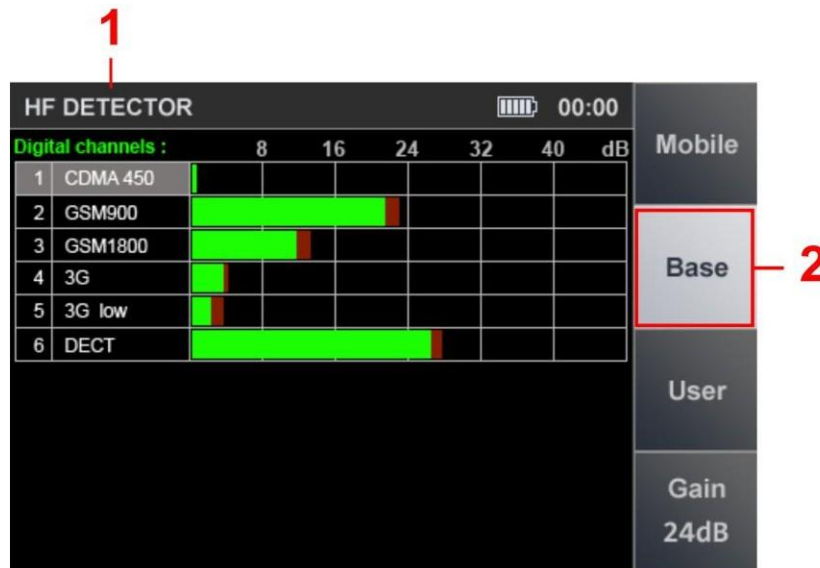 1
HF DETECTOR 00:00
Digital channels : 8 16 24 32 40 dB
1 CDMA 450
2 GSM900
3 GSM1800
4 3G
5 3G low
6 DECT
Mobile
Base
2
User
Gain
24dB